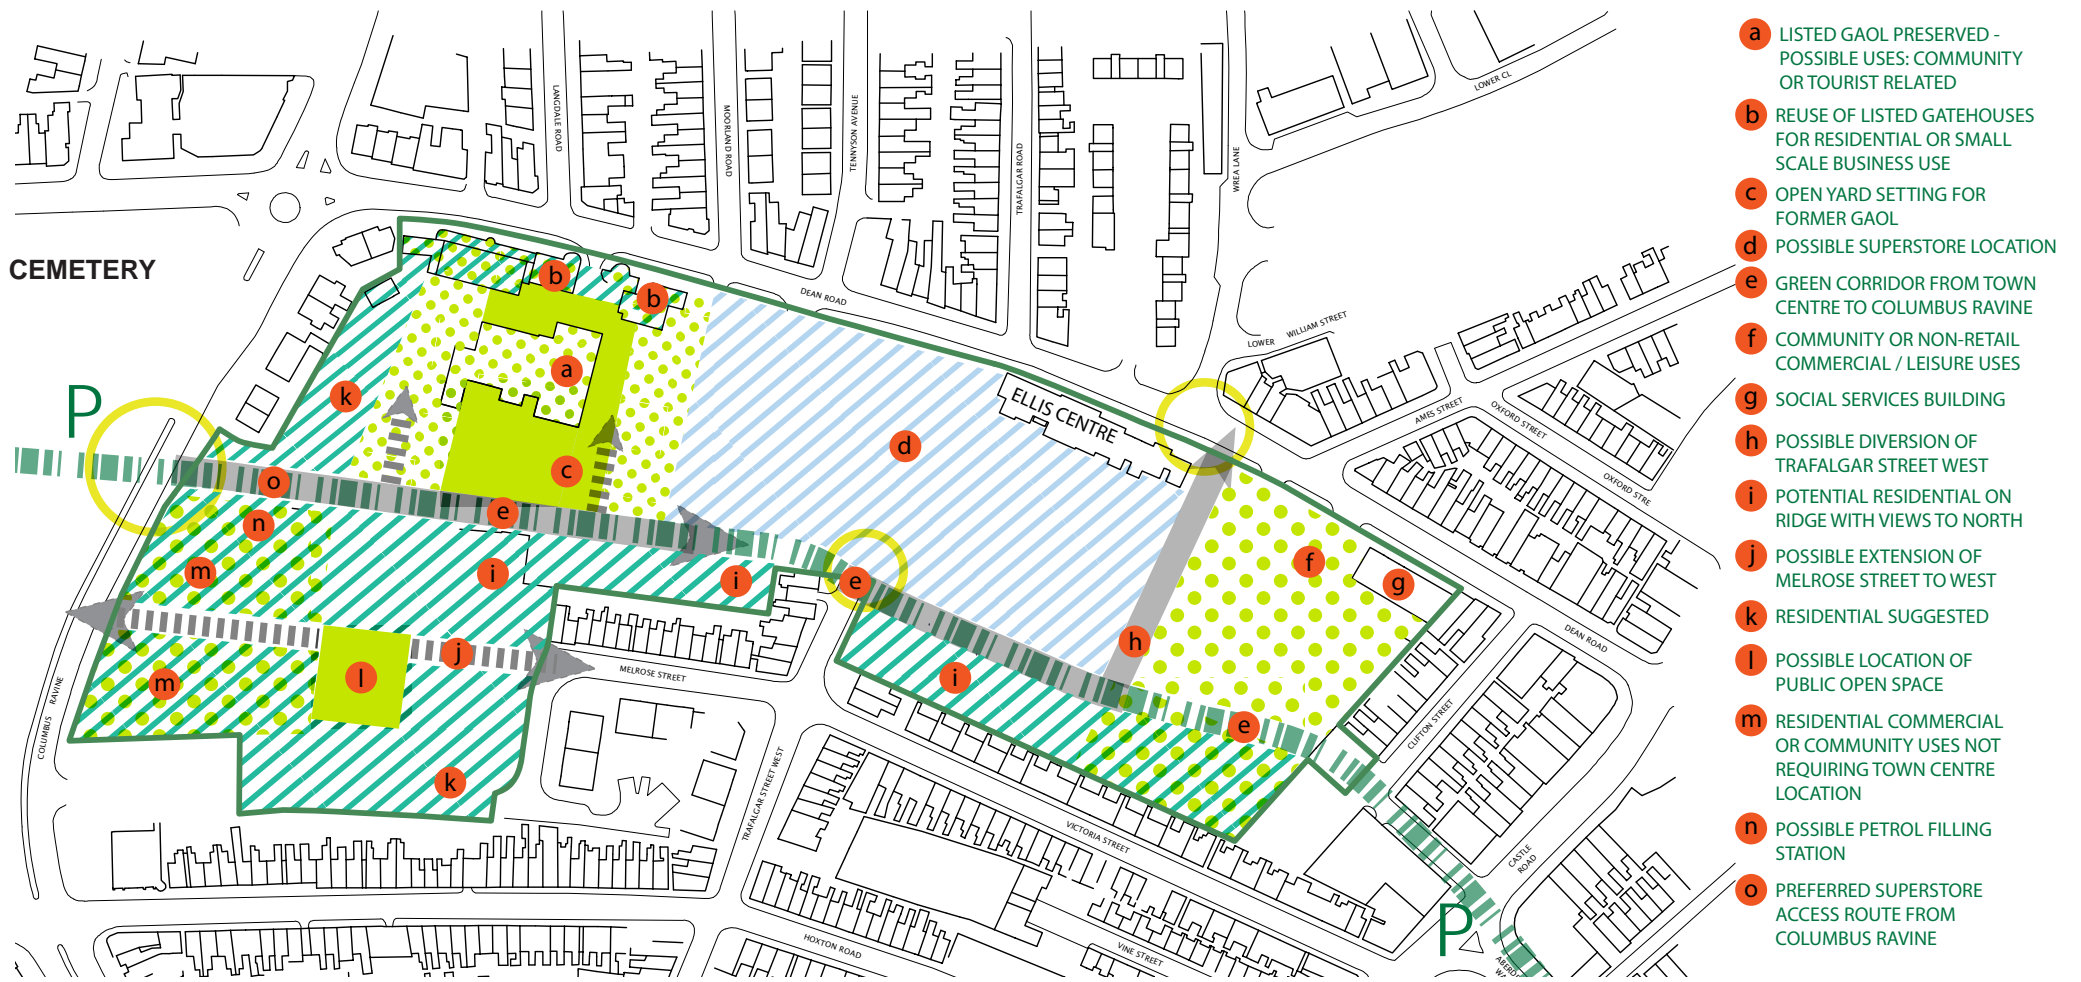 LANGDALE ROAD
MOORLAND ROAD
TENNYSON AVENUE
TRAFALGAR ROAD
WREA LANE
LOWER CL
CEMETERY
DEAN ROAD
LOWER WILLIAM STREET
AMES STREET
OXFORD STREET
OXFORD STRE
ELLIS CENTRE
b
b
a
k
d
P
c
o
e
n
m
i
i
e
f
g
j
h
l
m
i
k
e
MELROSE STREET
DEAN ROAD
COLUMBUS RAVINE
CLIFTON STREET
TRAFALGAR STREET WEST
VICTORIA STREET
CASTLE ROAD
HOXTON ROAD
VINE STREET
P
a LISTED GAOL PRESERVED -
POSSIBLE USES: COMMUNITY
OR TOURIST RELATED
b REUSE OF LISTED GATEHOUSES
FOR RESIDENTIAL OR SMALL
SCALE BUSINESS USE
c OPEN YARD SETTING FOR
FORMER GAOL
d POSSIBLE SUPERSTORE LOCATION
e GREEN CORRIDOR FROM TOWN
CENTRE TO COLUMBUS RAVINE
f COMMUNITY OR NON-RETAIL
COMMERCIAL / LEISURE USES
g SOCIAL SERVICES BUILDING
h POSSIBLE DIVERSION OF
TRAFALGAR STREET WEST
i POTENTIAL RESIDENTIAL ON
RIDGE WITH VIEWS TO NORTH
j POSSIBLE EXTENSION OF
MELROSE STREET TO WEST
k RESIDENTIAL SUGGESTED
l POSSIBLE LOCATION OF
PUBLIC OPEN SPACE
m RESIDENTIAL COMMERCIAL
OR COMMUNITY USES NOT
REQUIRING TOWN CENTRE
LOCATION
n POSSIBLE PETROL FILLING
STATION
o PREFERRED SUPERSTORE
ACCESS ROUTE FROM
COLUMBUS RAVINE